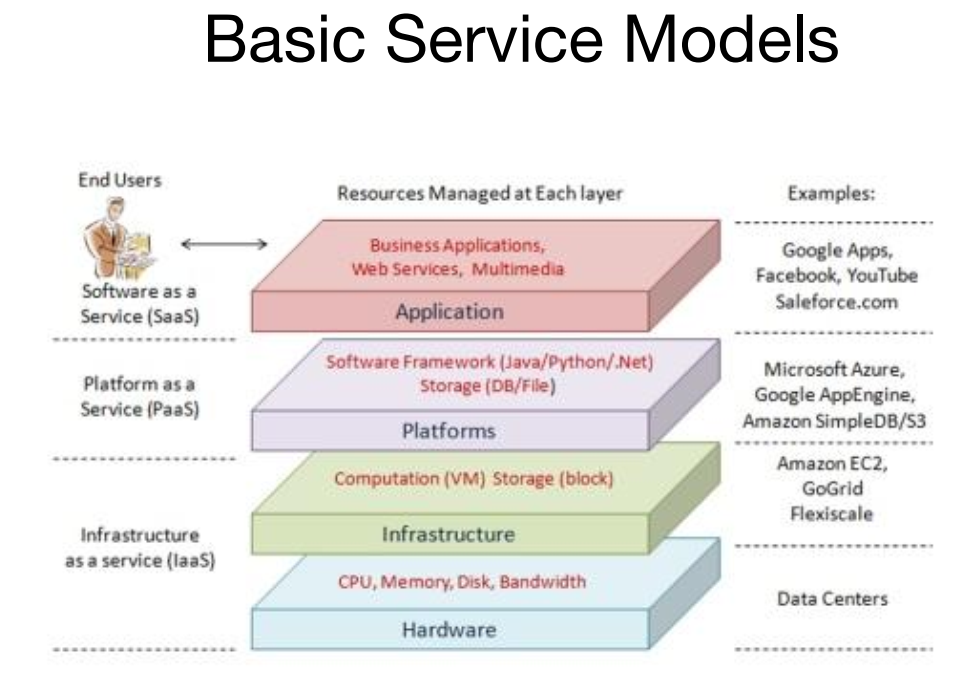 Basic Service Models
End Users
Resources Managed at Each layer
Examples:
Business Applications,
Web Services, Multimedia
Application
Software as a
Service (SaaS)
Google Apps,
Facebook, YouTube
Saleforce.com
Software Framework (Java/Python/.Net)
Storage (DB/File)
Platforms
Platform as a
Service (PaaS)
Microsoft Azure,
Google AppEngine,
Amazon SimpleDB/S3
Computation (VM) Storage (block)
Infrastructure
Amazon EC2,
GoGrid
Flexiscale
Infrastructure
as a service (IaaS)
CPU, Memory, Disk, Bandwidth
Hardware
Data Centers